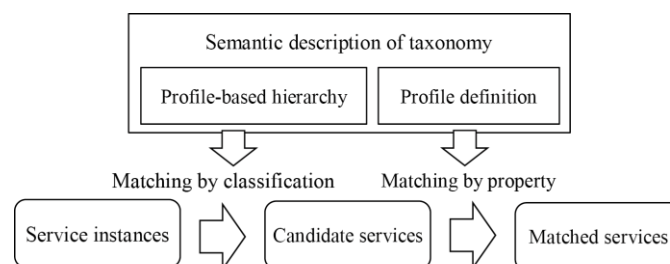 Semantic description of taxonomy
Profile-based hierarchy
Profile definition
Matching by classification
Matching by property
Service instances
Candidate services
Matched services